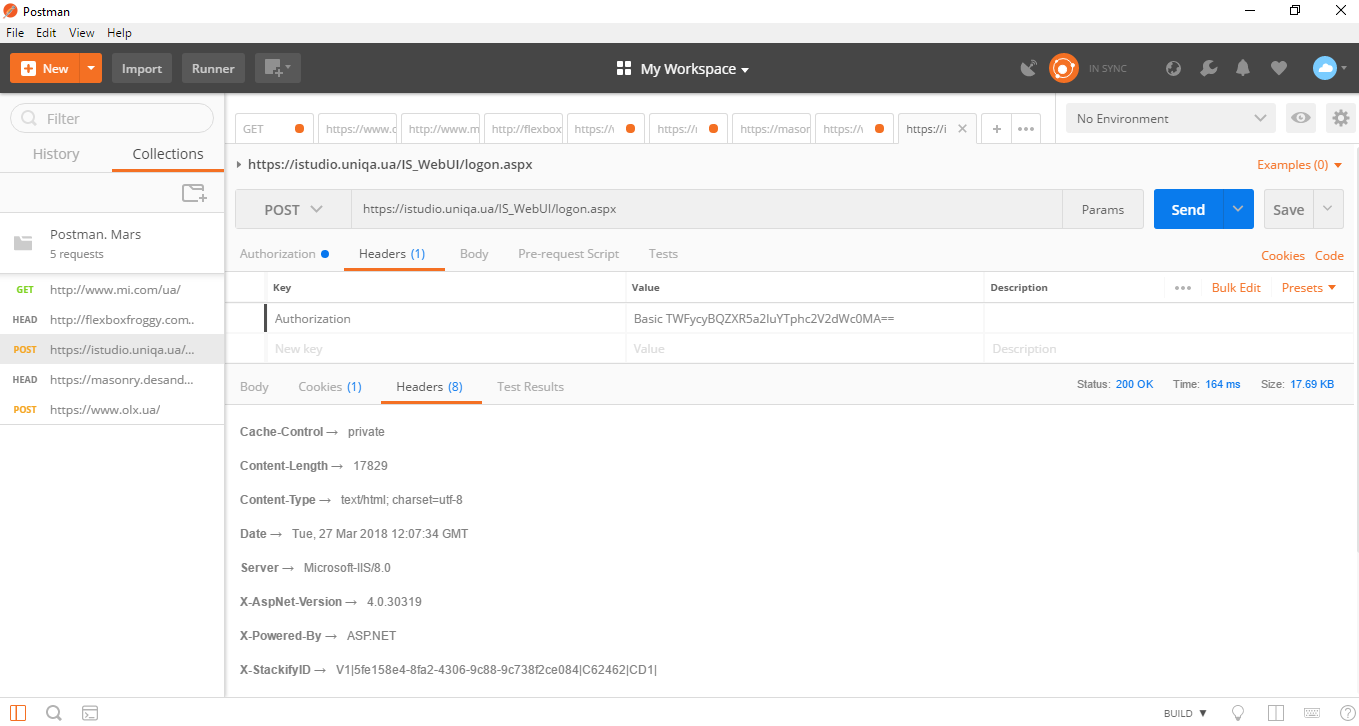 Postman
File Edit View Help
New Import Runner My Workspace IN SYNC
Filter
History Collections
Postman. Mars
5 requests
GET http://www.mi.com/ua/
HEAD http://flexboxfroggy.com..
POST https://istudio.uniqa.ua/...
HEAD https://masonry.desand...
POST https://www.olx.ua/
GET https://www.c http://www.m http://flexbox https://v https://i https://mason https://v https://i
No Environment
https://istudio.uniqa.ua/IS_WebUI/logon.aspx Examples (0)
POST https://istudio.uniqa.ua/IS_WebUI/logon.aspx Params Send Save
Authorization Headers (1) Body Pre-request Script Tests Cookies Code
Key Value Description Bulk Edit Presets
Authorization Basic TWFycyBQZXR5a2luYTphc2V2dWc0MA==
New key Value Description
Body Cookies (1) Headers (8) Test Results Status: 200 OK Time: 164 ms Size: 17.69 KB
Cache-Control → private
Content-Length → 17829
Content-Type → text/html; charset=utf-8
Date → Tue, 27 Mar 2018 12:07:34 GMT
Server → Microsoft-IIS/8.0
X-AspNet-Version → 4.0.30319
X-Powered-By → ASP.NET
X-StackifyID → V1|5fe158e4-8fa2-4306-9c88-9c738f2ce084|C62462|CD1|
BUILD